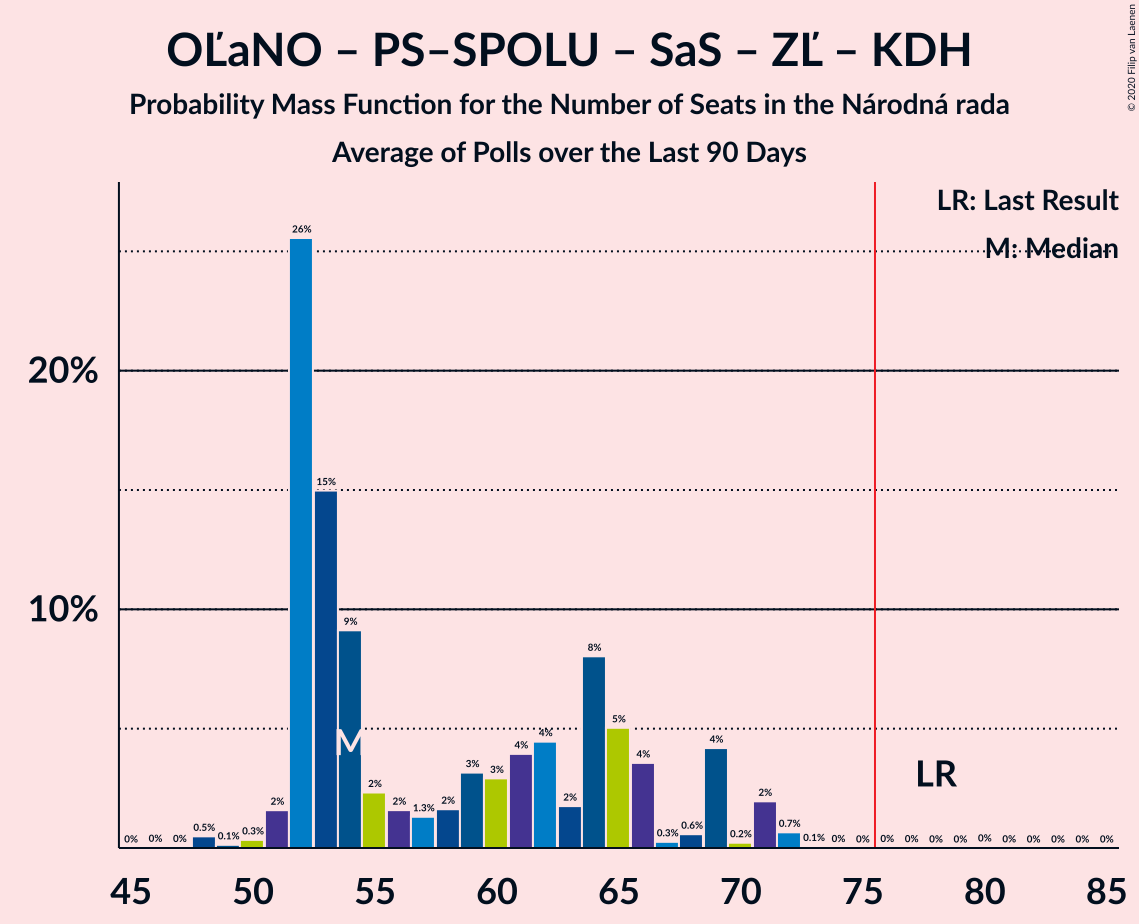 OĽaNO – PS–SPOLU – SaS – ZĽ – KDH
Probability Mass Function for the Number of Seats in the Národná rada
Average of Polls over the Last 90 Days
© 2020 Filip van Laenen
LR: Last Result
M: Median
20%
10%
0% 0% 0% 0.5% 0.1% 0.3% 2% 26% 15% 9% 2% 2% 1.3% 2% 3% 3% 4% 4% 2% 8% 5% 4% 0.3% 0.6% 4% 0.2% 2% 0.7% 0.1% 0% 0% 0% 0% 0% 0% 0% 0% 0% 0% 0% 0%
M
LR
45 50 55 60 65 70 75 80 85